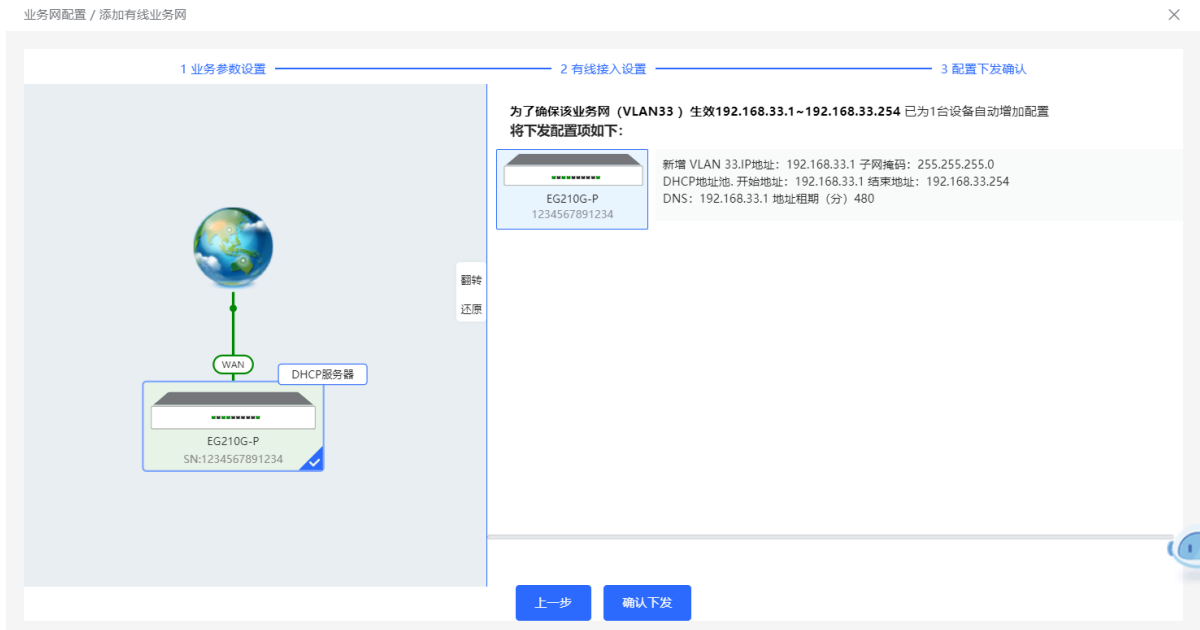 业务网配置 / 添加有线业务网
1 业务参数设置
2 有线接入设置
3 配置下发确认
WAN
DHCP服务器
EG210G-P
SN:1234567891234
翻转
还原
为了确保该业务网（VLAN33 ）生效192.168.33.1~192.168.33.254 已为1台设备自动增加配置
将下发配置项如下：
EG210G-P
1234567891234
新增 VLAN 33.IP地址：192.168.33.1 子网掩码：255.255.255.0
DHCP地址池. 开始地址：192.168.33.1 结束地址：192.168.33.254
DNS：192.168.33.1 地址租期（分）480
上一步
确认下发